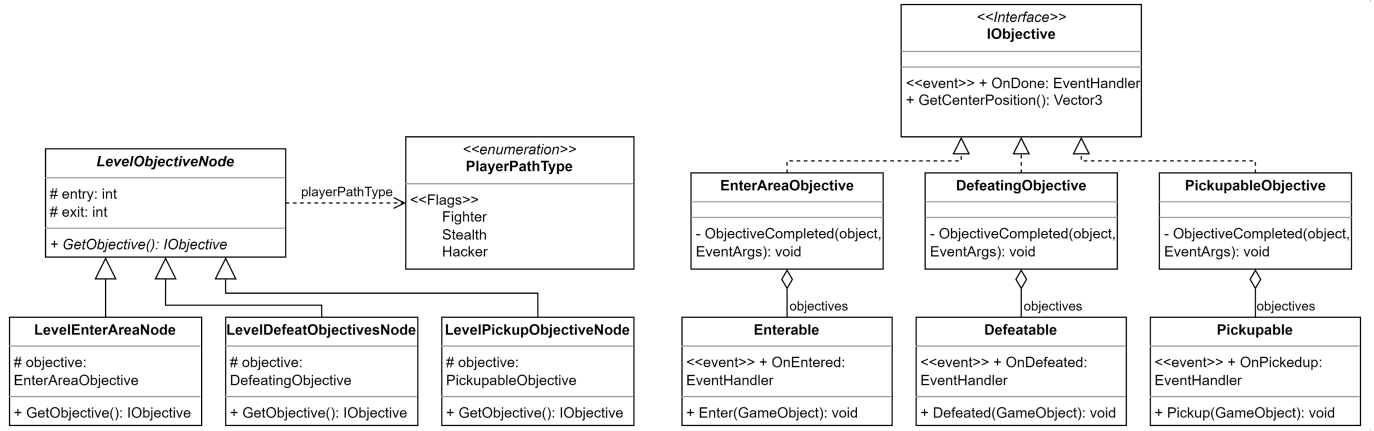 <<Interface>>
IObjective
<<event>> + OnDone: EventHandler
+ GetCenterPosition(): Vector3
LevelObjectiveNode
# entry: int
# exit: int
+ GetObjective(): IObjective
playerPathType
<<enumeration>>
PlayerPathType
<<Flags>>
Fighter
Stealth
Hacker
EnterAreaObjective
- ObjectiveCompleted(object,
EventArgs): void
DefeatingObjective
- ObjectiveCompleted(object,
EventArgs): void
PickupableObjective
- ObjectiveCompleted(object,
EventArgs): void
objectives
objectives
objectives
LevelEnterAreaNode
# objective:
EnterAreaObjective
+ GetObjective(): IObjective
LevelDefeatObjectivesNode
# objective:
DefeatingObjective
+ GetObjective(): IObjective
LevelPickupObjectiveNode
# objective:
PickupableObjective
+ GetObjective(): IObjective
Enterable
<<event>> + OnEntered:
EventHandler
+ Enter(GameObject): void
Defeatable
<<event>> + OnDefeated:
EventHandler
+ Defeated(GameObject): void
Pickupable
<<event>> + OnPickedup:
EventHandler
+ Pickup(GameObject): void